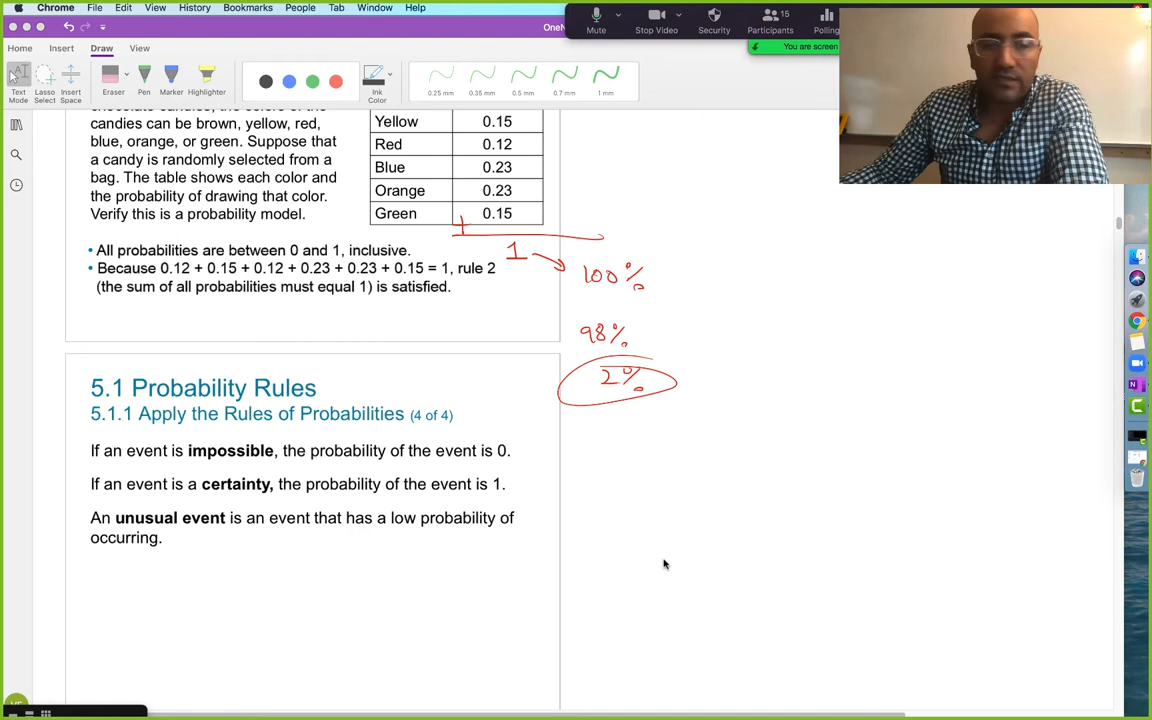 Chrome File Edit View History Bookmarks People Tab Window Help
OneN
Mute Stop Video Security Participants 15 Polling
You are screen
Home Insert Draw View
Text Mode Lasso Select Insert Space Eraser Pen Marker Highlighter Ink Color 0.25 mm 0.35 mm 0.5 mm 0.7 mm 1 mm
chocolate candies, the colors of the
candies can be brown, yellow, red,
blue, orange, or green. Suppose that
a candy is randomly selected from a
bag. The table shows each color and
the probability of drawing that color.
Verify this is a probability model.
Yellow 0.15
Red 0.12
Blue 0.23
Orange 0.23
Green 0.15
+
1
100%
• All probabilities are between 0 and 1, inclusive.
• Because 0.12 + 0.15 + 0.12 + 0.23 + 0.23 + 0.15 = 1, rule 2
(the sum of all probabilities must equal 1) is satisfied.
98%
2%
5.1 Probability Rules
5.1.1 Apply the Rules of Probabilities (4 of 4)
If an event is impossible, the probability of the event is 0.
If an event is a certainty, the probability of the event is 1.
An unusual event is an event that has a low probability of
occurring.